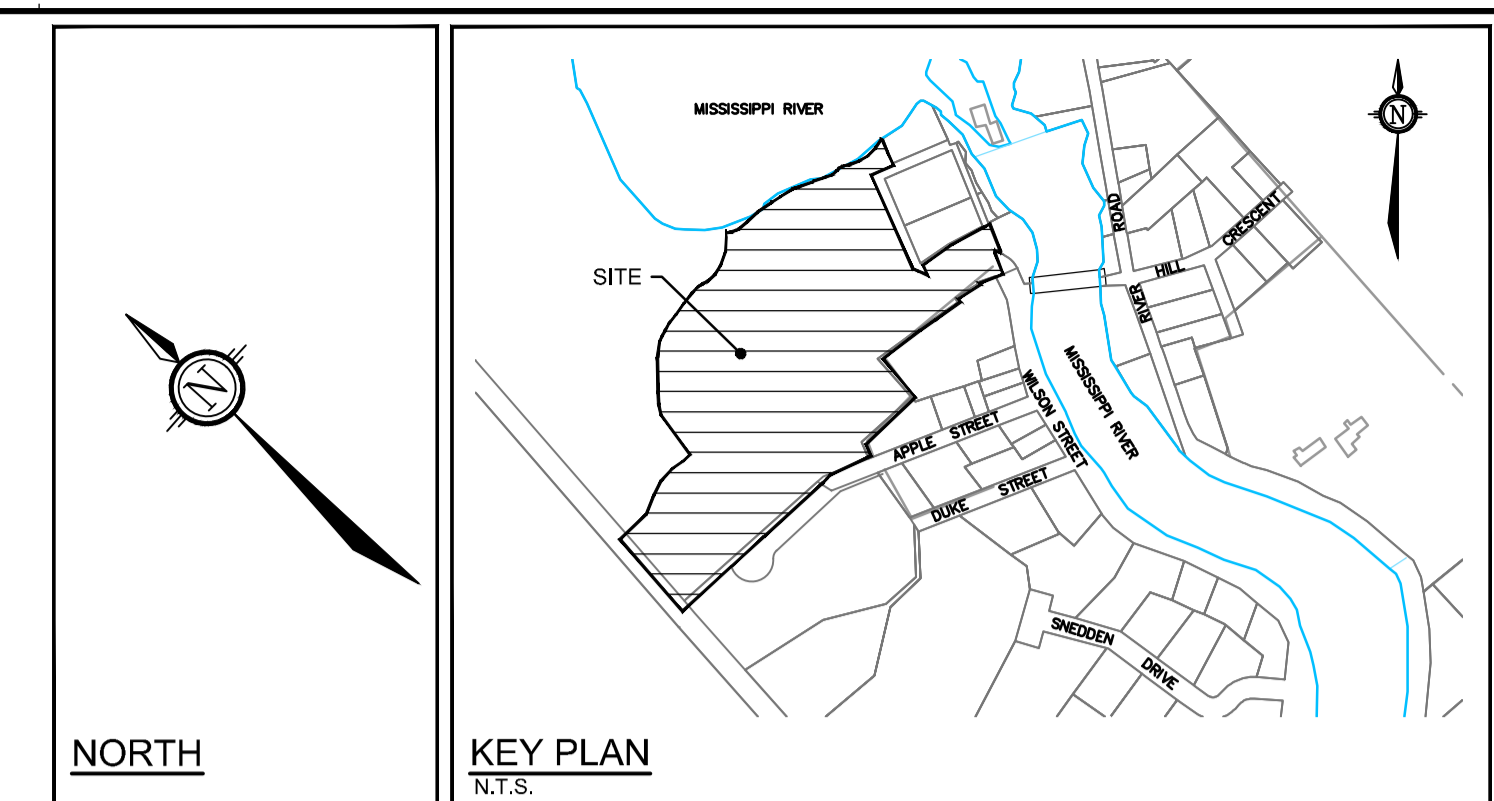 N
NORTH
MISSISSIPPI RIVER
N
SITE
ROAD
CRESCENT
HILL
RIVER
MISSISSIPPI RIVER
WILSON STREET
APPLE STREET
DUKE STREET
SNEDDEN
DRIVE
KEY PLAN
N.T.S.